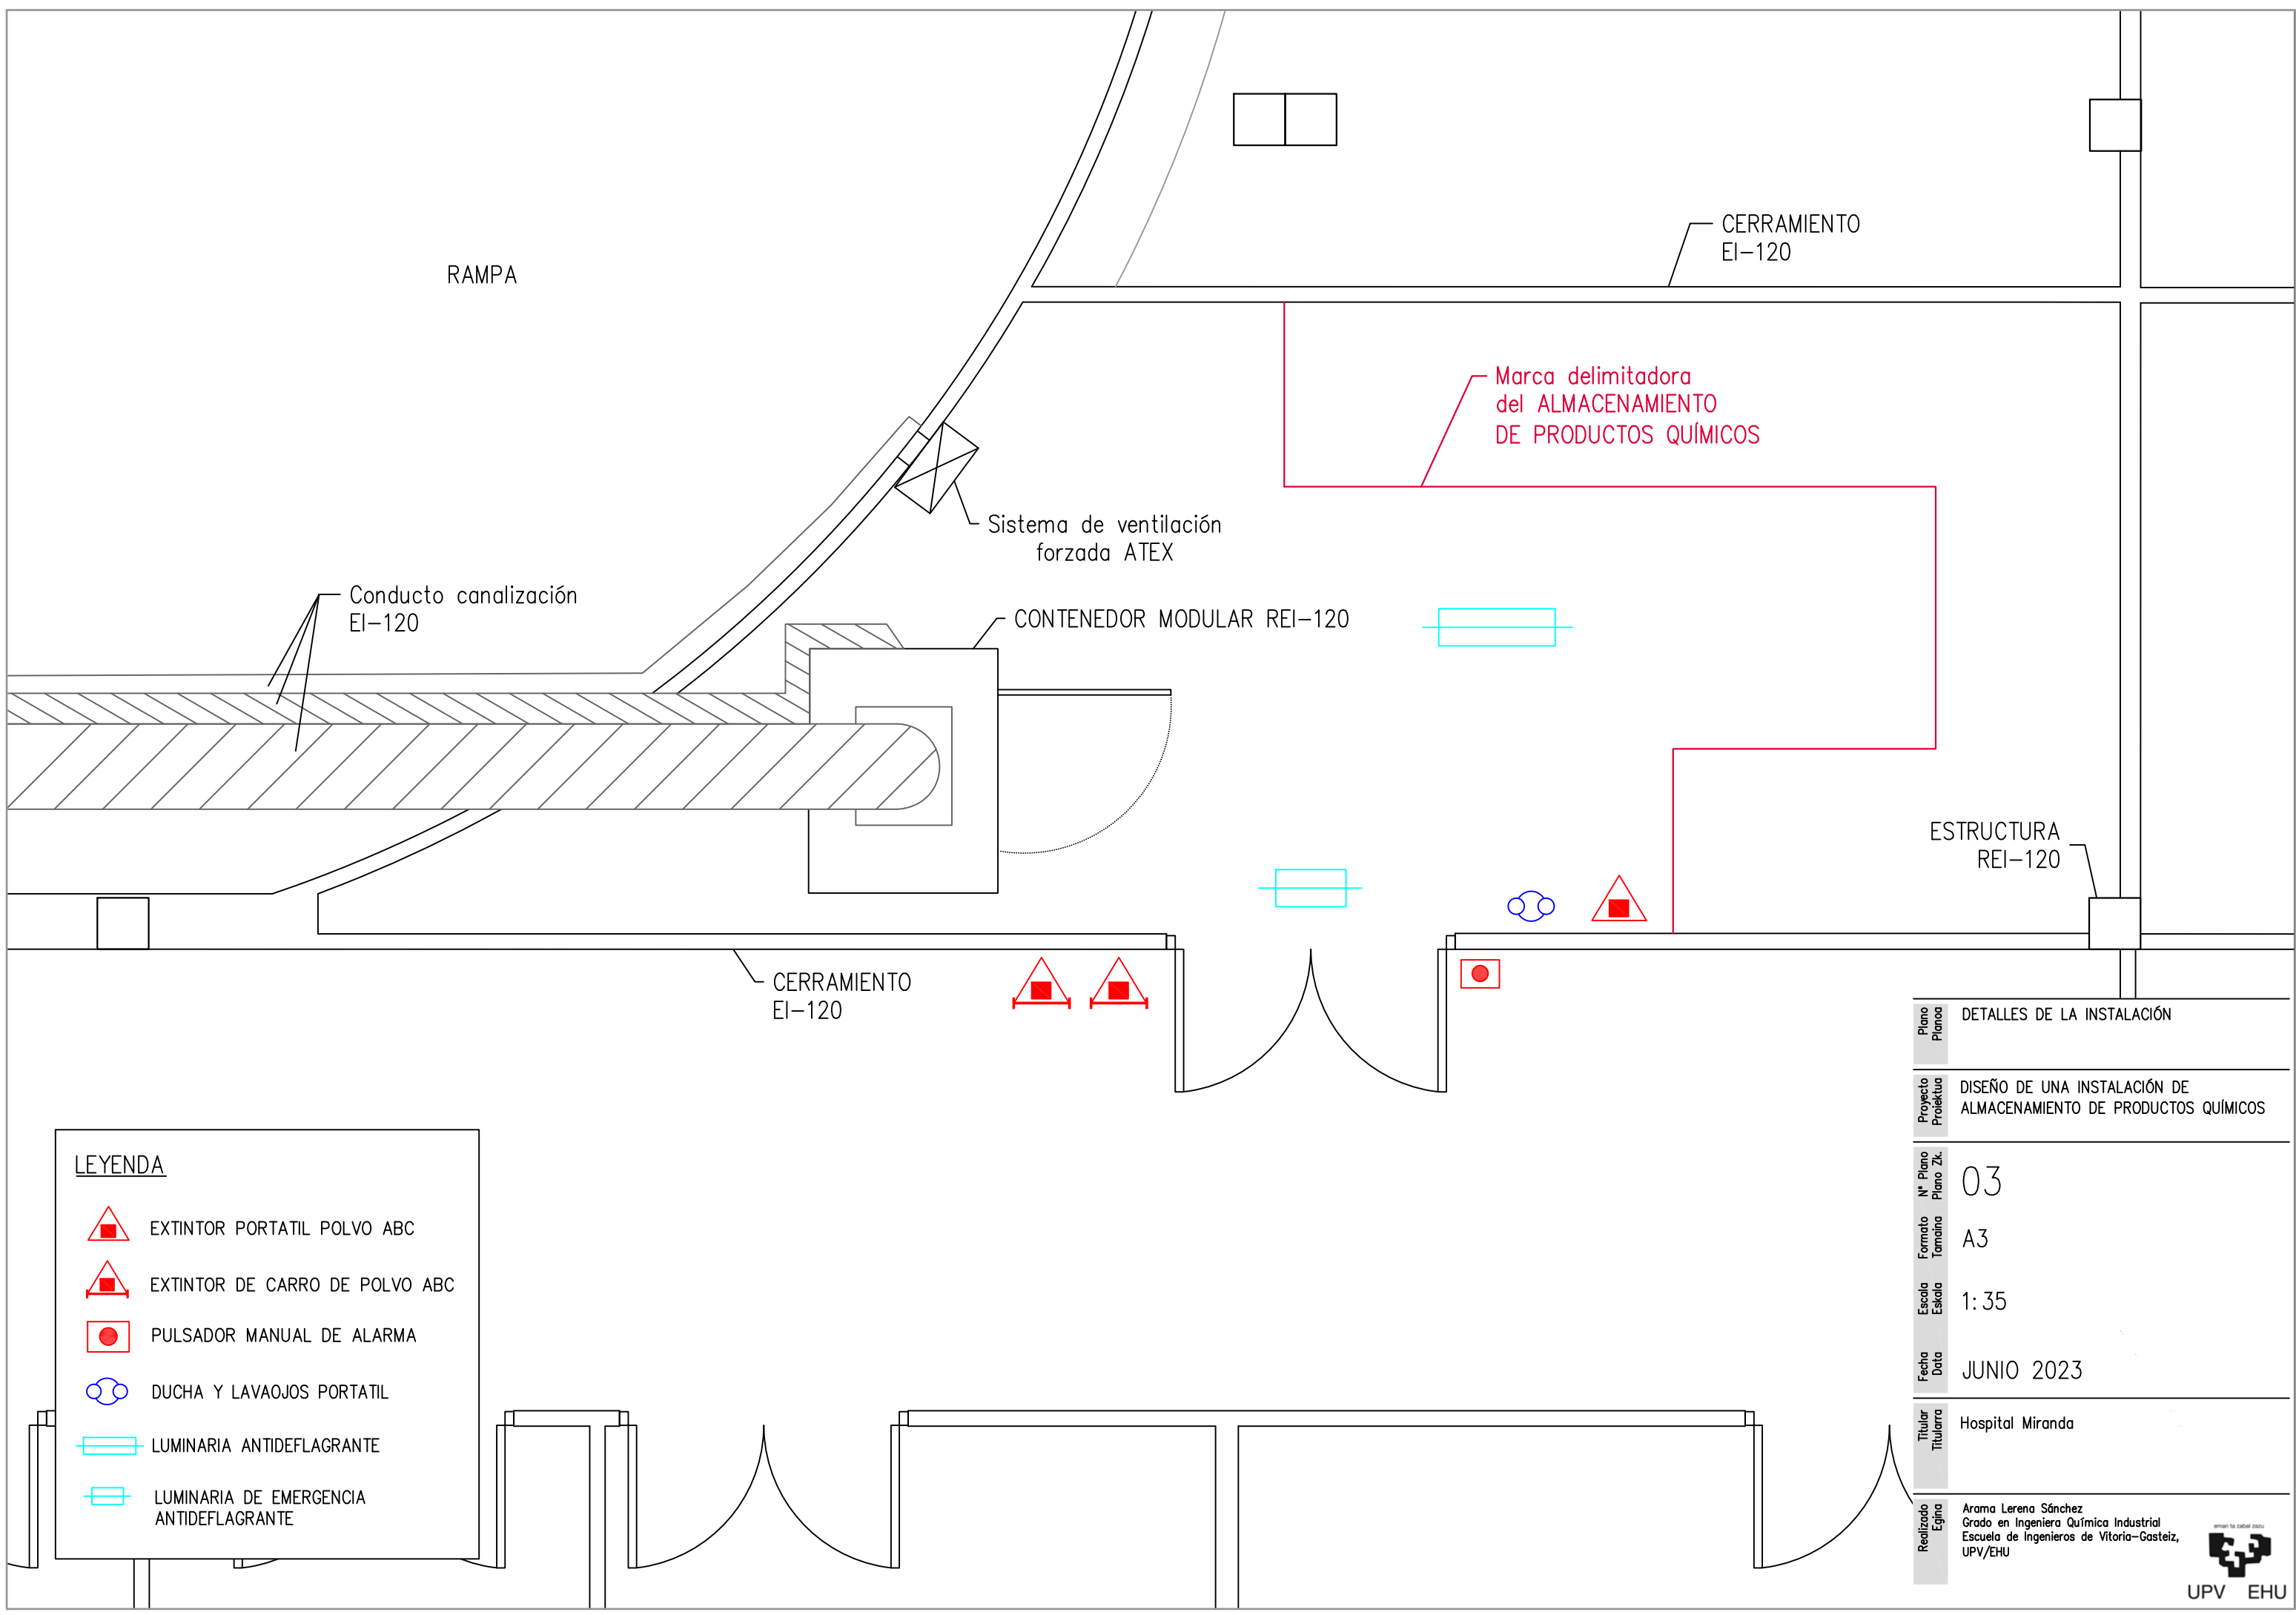 RAMPA
CERRAMIENTO
EI-120
Marca delimitadora
del ALMACENAMIENTO
DE PRODUCTOS QUÍMICOS
Sistema de ventilación
forzada ATEX
Conducto canalización
EI-120
CONTENEDOR MODULAR REI-120
ESTRUCTURA
REI-120
CERRAMIENTO
EI-120
LEYENDA
EXTINTOR PORTATIL POLVO ABC
EXTINTOR DE CARRO DE POLVO ABC
PULSADOR MANUAL DE ALARMA
DUCHA Y LAVAOJOS PORTATIL
LUMINARIA ANTIDEFLAGRANTE
LUMINARIA DE EMERGENCIA
ANTIDEFLAGRANTE
Plano
Planoa
DETALLES DE LA INSTALACIÓN
Proyecto
Proiektua
DISEÑO DE UNA INSTALACIÓN DE
ALMACENAMIENTO DE PRODUCTOS QUÍMICOS
Nº Plano
Plano Zk.
03
Formato
Tamaina
A3
Escala
Eskala
1:35
Fecha
Data
JUNIO 2023
Titular
Titularra
Hospital Miranda
Realizado
Egina
Arama Lerena Sánchez
Grado en Ingeniera Química Industrial
Escuela de Ingenieros de Vitoria-Gasteiz,
UPV/EHU
eman ta zabal zazu
UPV EHU